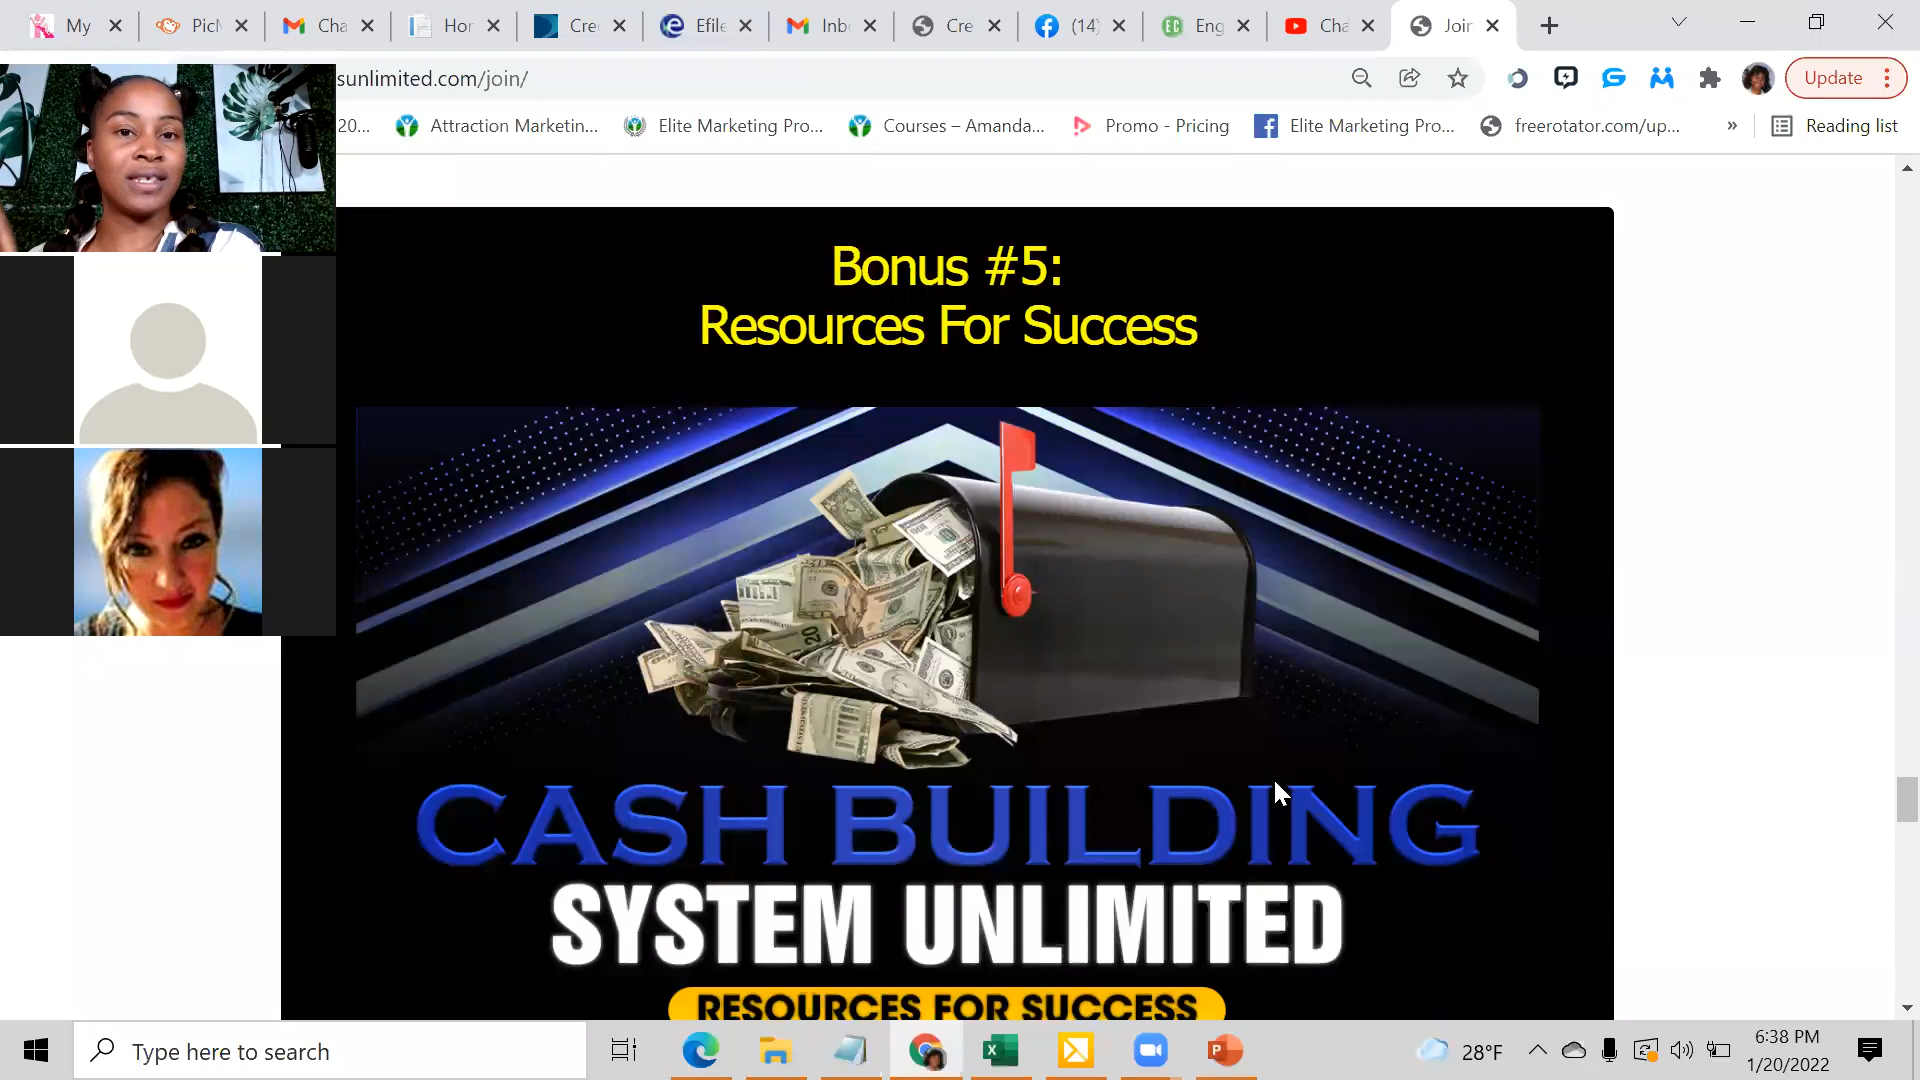 My
PicM
Cha
Hor
Cre
Efile
Inbo
Cre
(14)
Eng
Cha
Join
sunlimited.com/join/
Update
20...
Attraction Marketin...
Elite Marketing Pro...
Courses – Amanda...
Promo - Pricing
Elite Marketing Pro...
freerotator.com/up...
»
Reading list
Bonus #5:
Resources For Success
CASH BUILDING
SYSTEM UNLIMITED
RESOURCES FOR SUCCESS
Type here to search
28°F
6:38 PM
1/20/2022